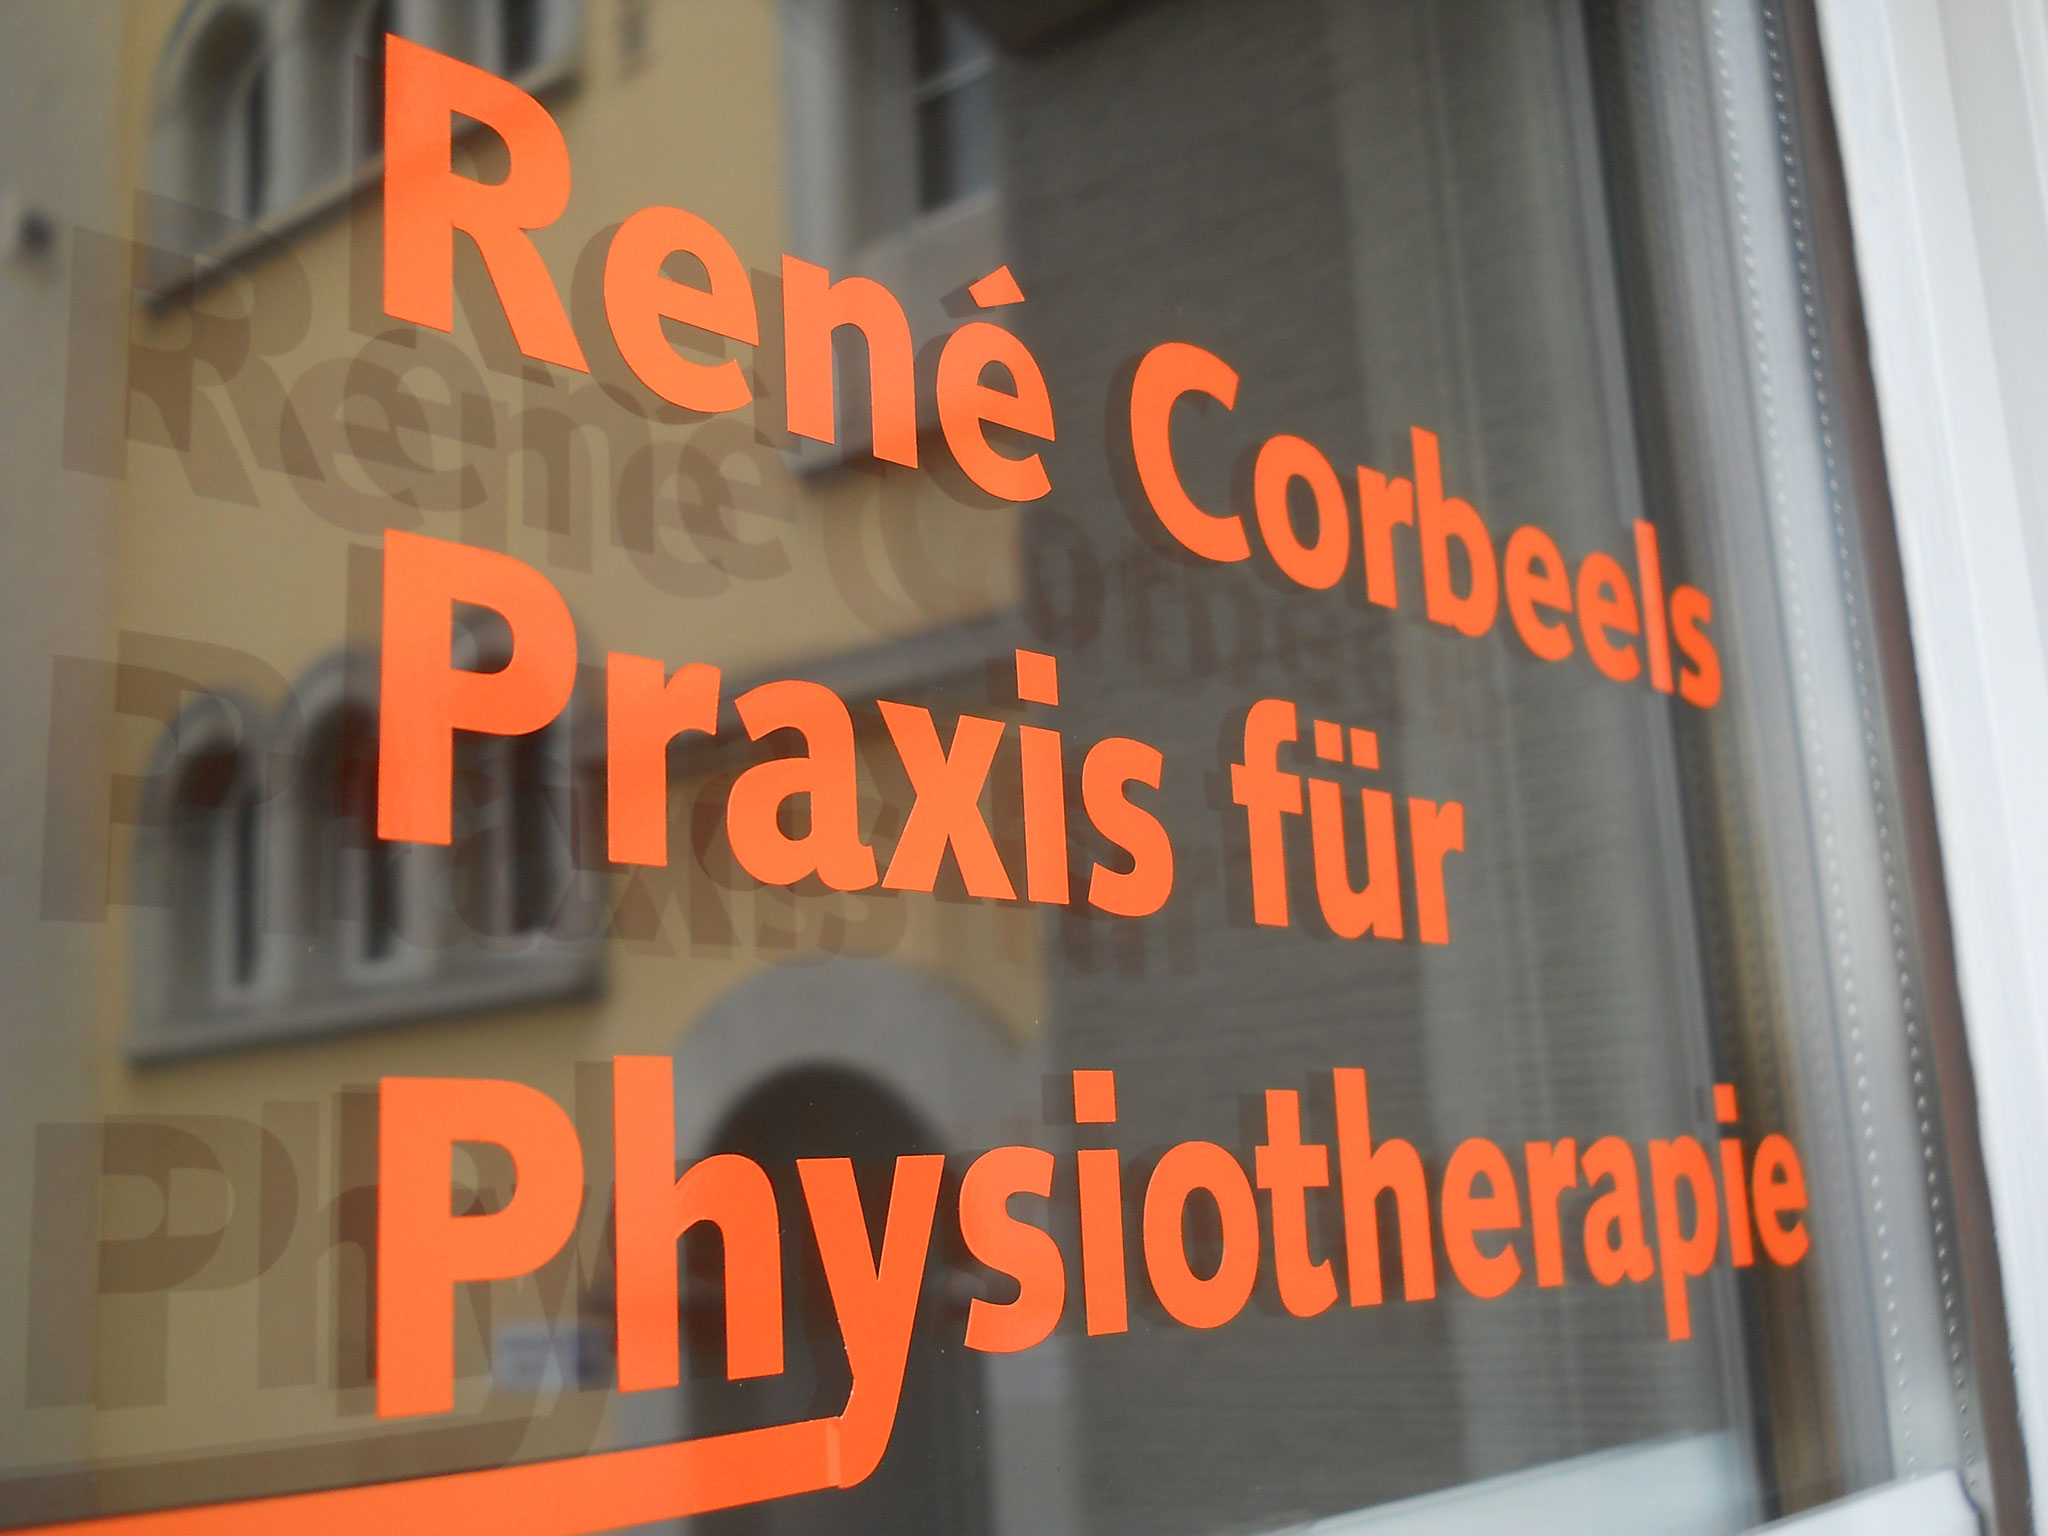 René Corbeels
Praxis für
Physiotherapie